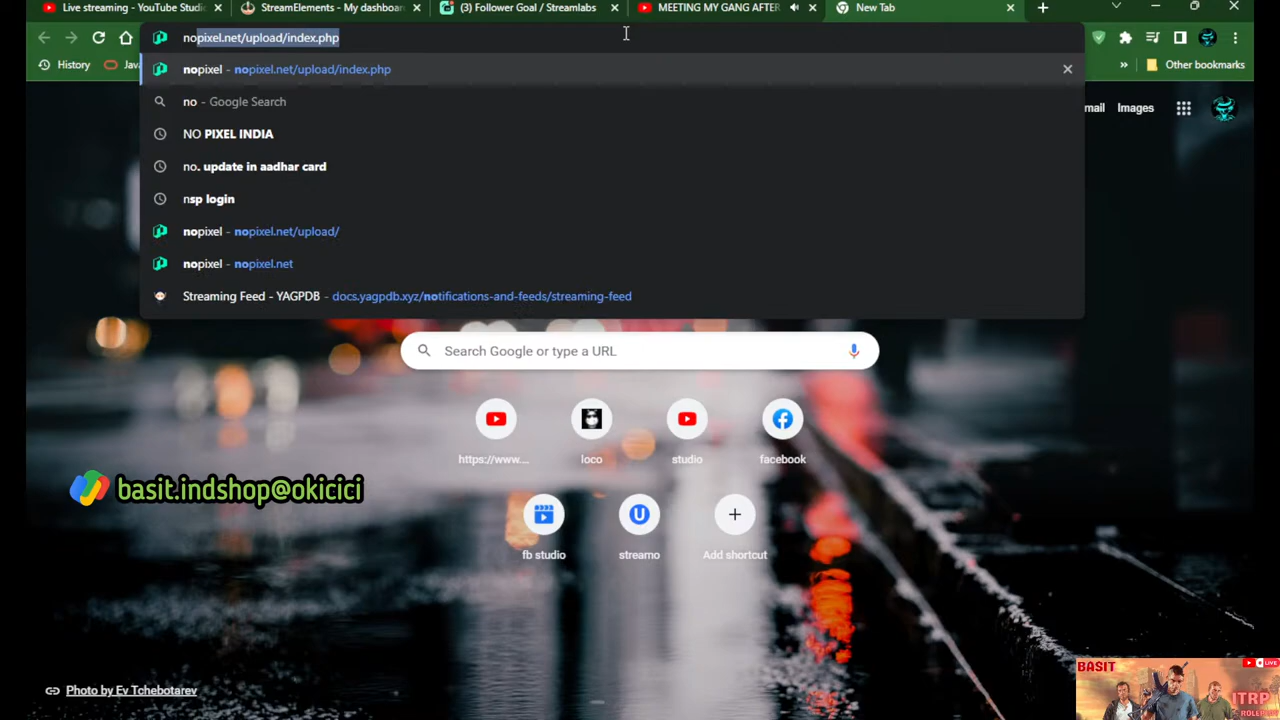 Live streaming - YouTube Studi
StreamElements - My dashboar
(3) Follower Goal / Streamlabs
MEETING MY GANG AFTER
New Tab
nopixel.net/upload/index.php
History
Jav
nopixel - nopixel.net/upload/index.php
Other bookmarks
no - Google Search
mail
Images
NO PIXEL INDIA
no. update in aadhar card
nsp login
nopixel - nopixel.net/upload/
nopixel - nopixel.net
Streaming Feed - YAGPDB - docs.yagpdb.xyz/notifications-and-feeds/streaming-feed
Search Google or type a URL
https://www...
loco
studio
facebook
basit.indshop@okicici
fb studio
streamo
Add shortcut
Photo by Ev Tchebotarev
BASIT
LIVE
ITRP
ROLEPLAY